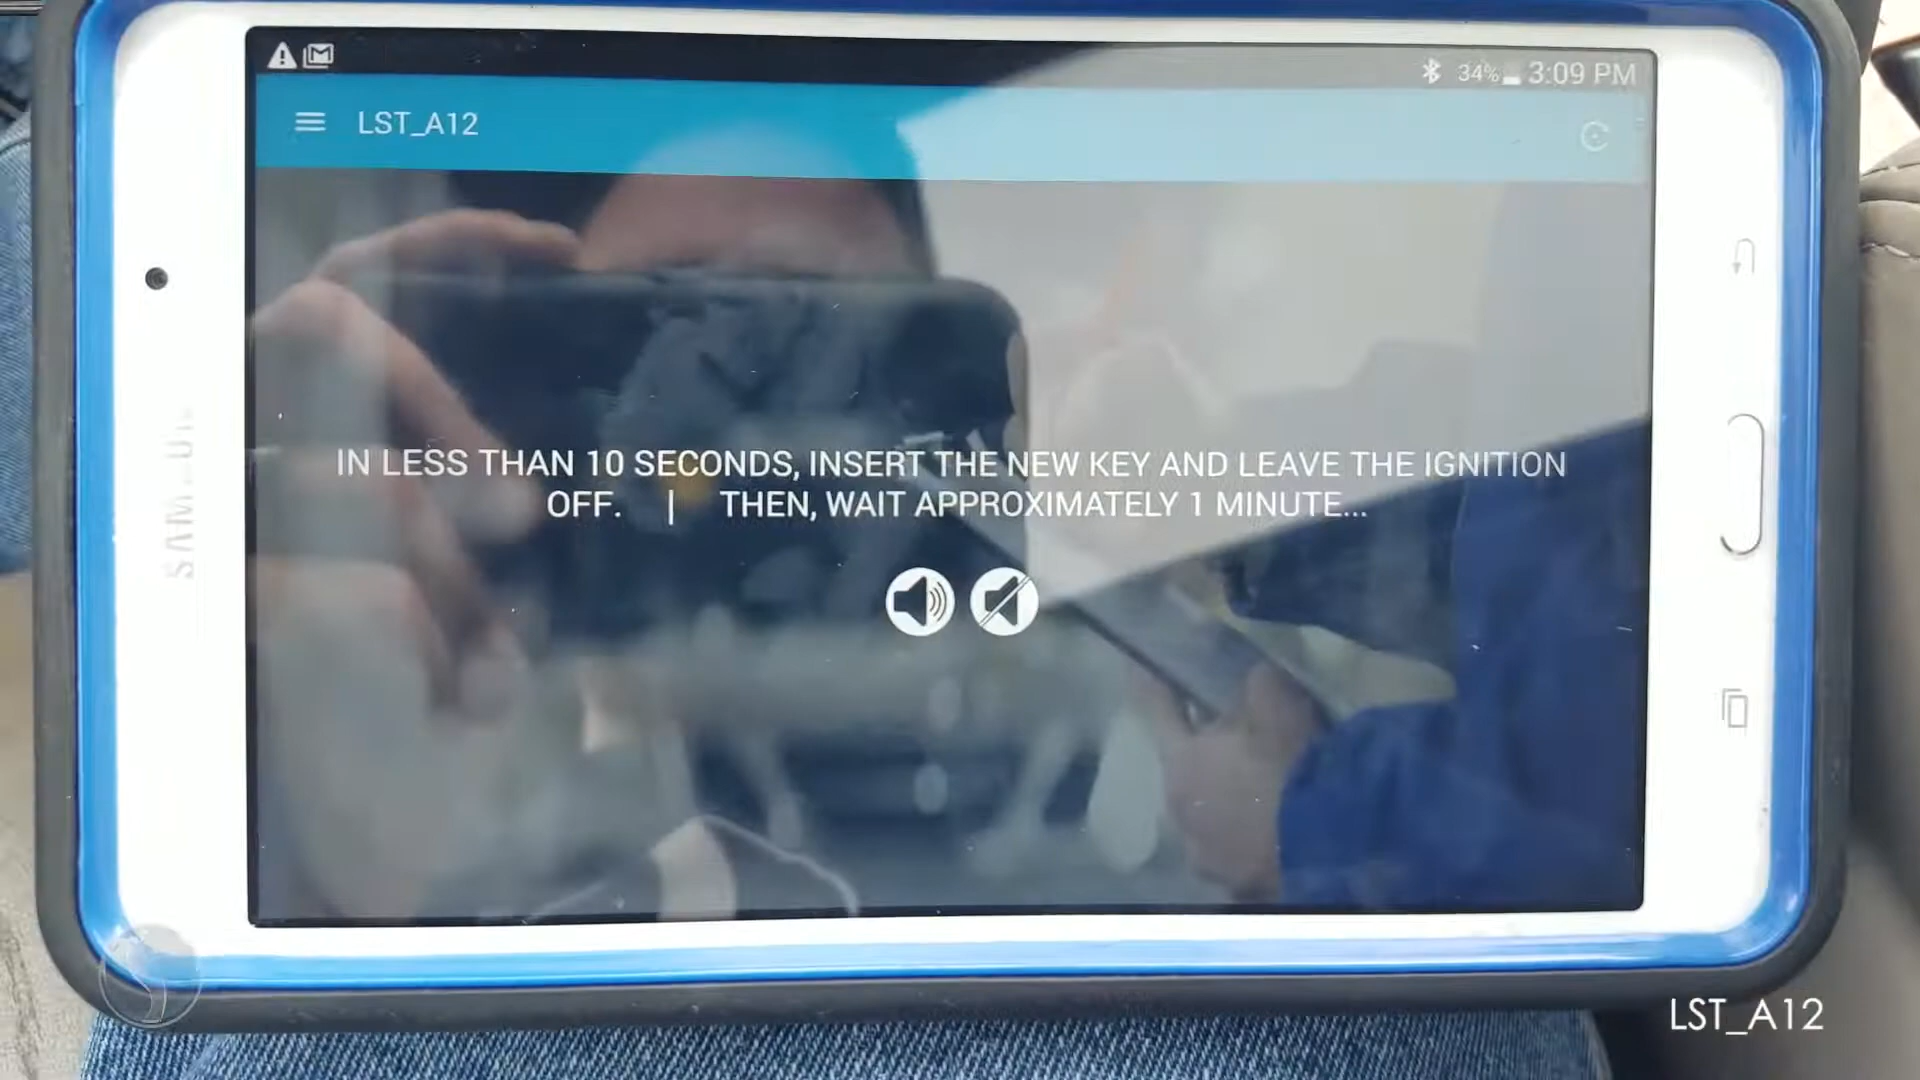 34% 3:09 PM
LST_A12
IN LESS THAN 10 SECONDS, INSERT THE NEW KEY AND LEAVE THE IGNITION
OFF. | THEN, WAIT APPROXIMATELY 1 MINUTE...
SAMSUNG
LST_A12